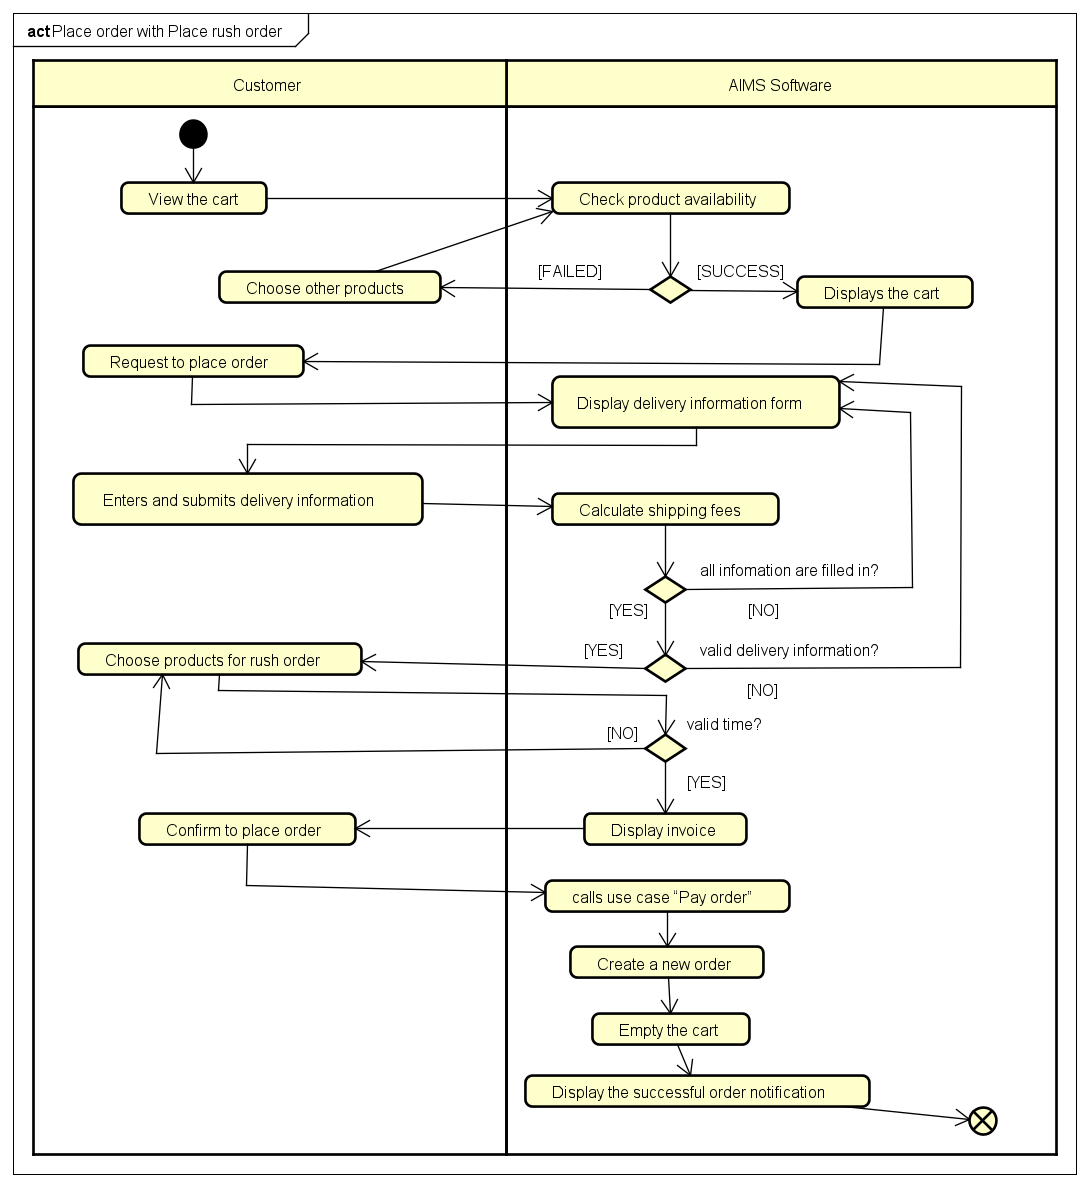 act Place order with Place rush order
Customer
AIMS Software
View the cart
Check product availability
[FAILED]
[SUCCESS]
Choose other products
Displays the cart
Request to place order
Display delivery information form
Enters and submits delivery information
Calculate shipping fees
all infomation are filled in?
[YES]
[NO]
[YES]
valid delivery information?
Choose products for rush order
[NO]
valid time?
[NO]
[YES]
Confirm to place order
Display invoice
calls use case “Pay order”
Create a new order
Empty the cart
Display the successful order notification